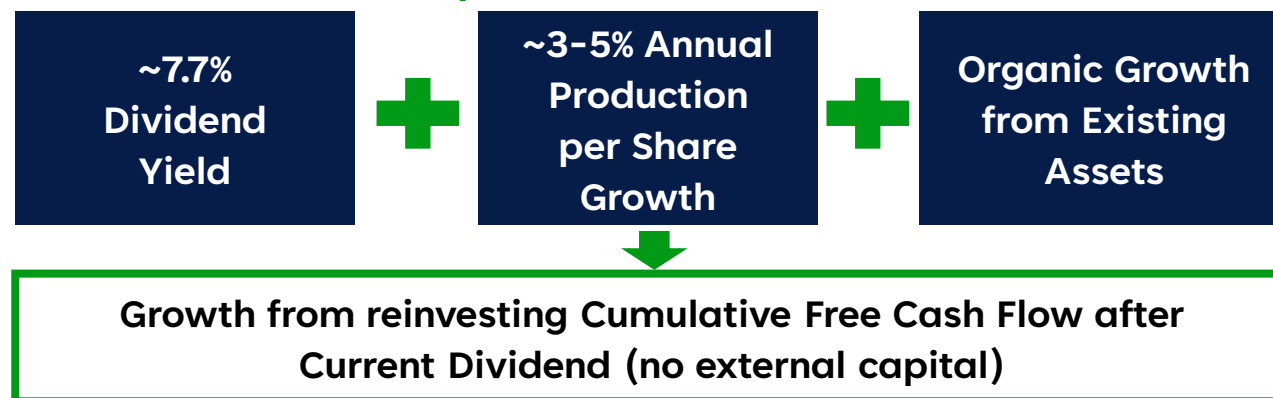 ~7.7%
Dividend
Yield
~3-5% Annual
Production
per Share
Growth
Organic Growth
from Existing
Assets
Growth from reinvesting Cumulative Free Cash Flow after
Current Dividend (no external capital)